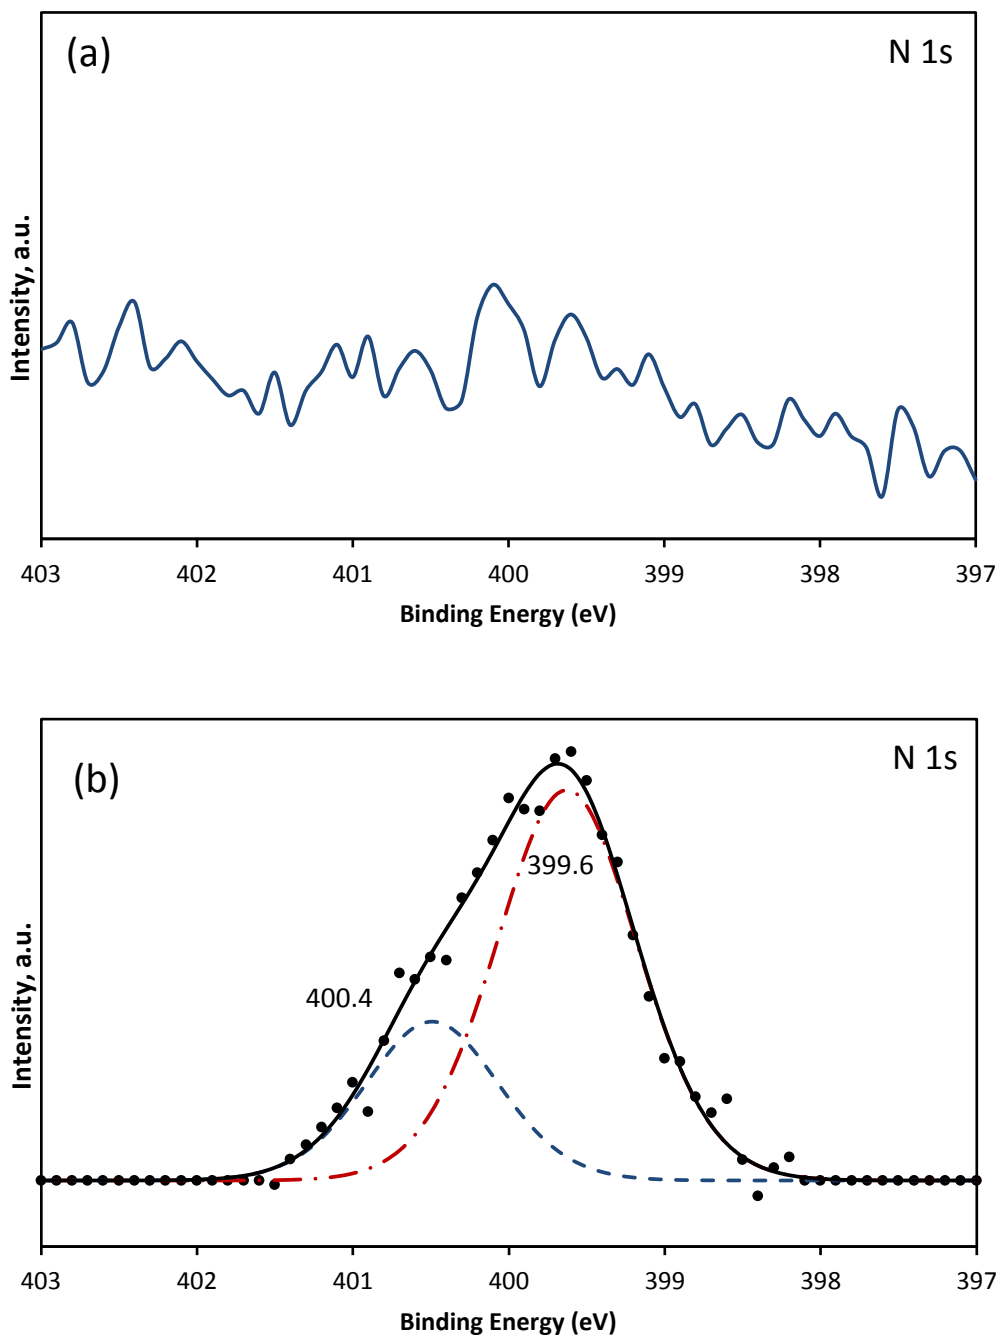 (a)
N 1s
Intensity, a.u.
403 402 401 400 399 398 397
Binding Energy (eV)
(b)
N 1s
399.6
400.4
Intensity, a.u.
403 402 401 400 399 398 397
Binding Energy (eV)